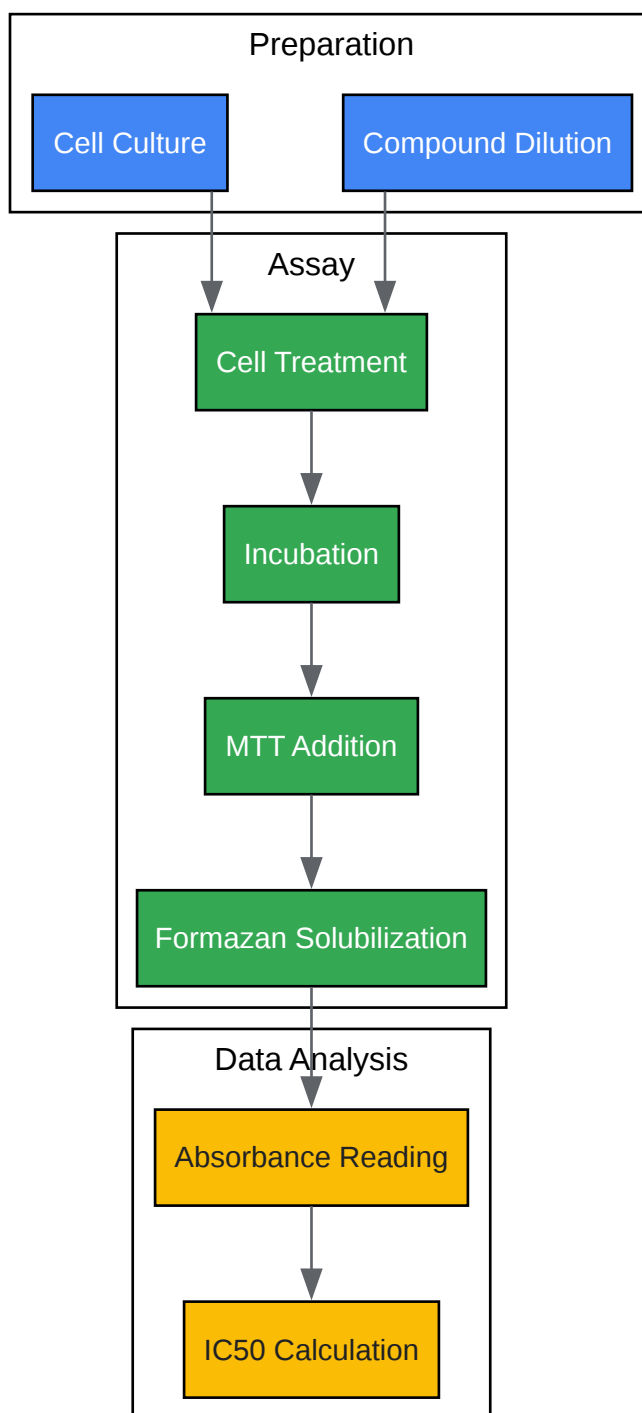 Preparation
Cell Culture
Compound Dilution
Assay
Cell Treatment
Incubation
MTT Addition
Formazan Solubilization
Data Analysis
Absorbance Reading
IC50 Calculation